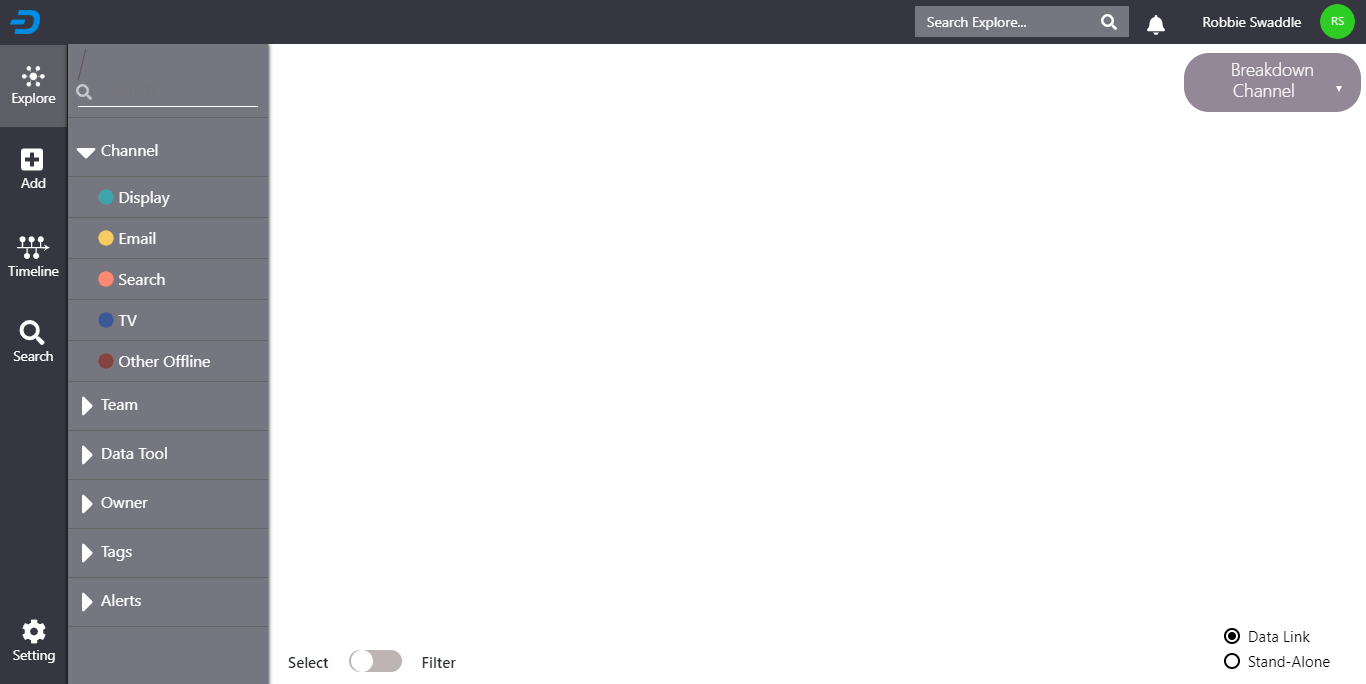 Search Explore...
Robbie Swaddle
RS
Explore
Add
Timeline
Search
Setting
Channel
Display
Email
Search
TV
Other Offline
Team
Data Tool
Owner
Tags
Alerts
Breakdown
Channel
Select
Filter
Data Link
Stand-Alone